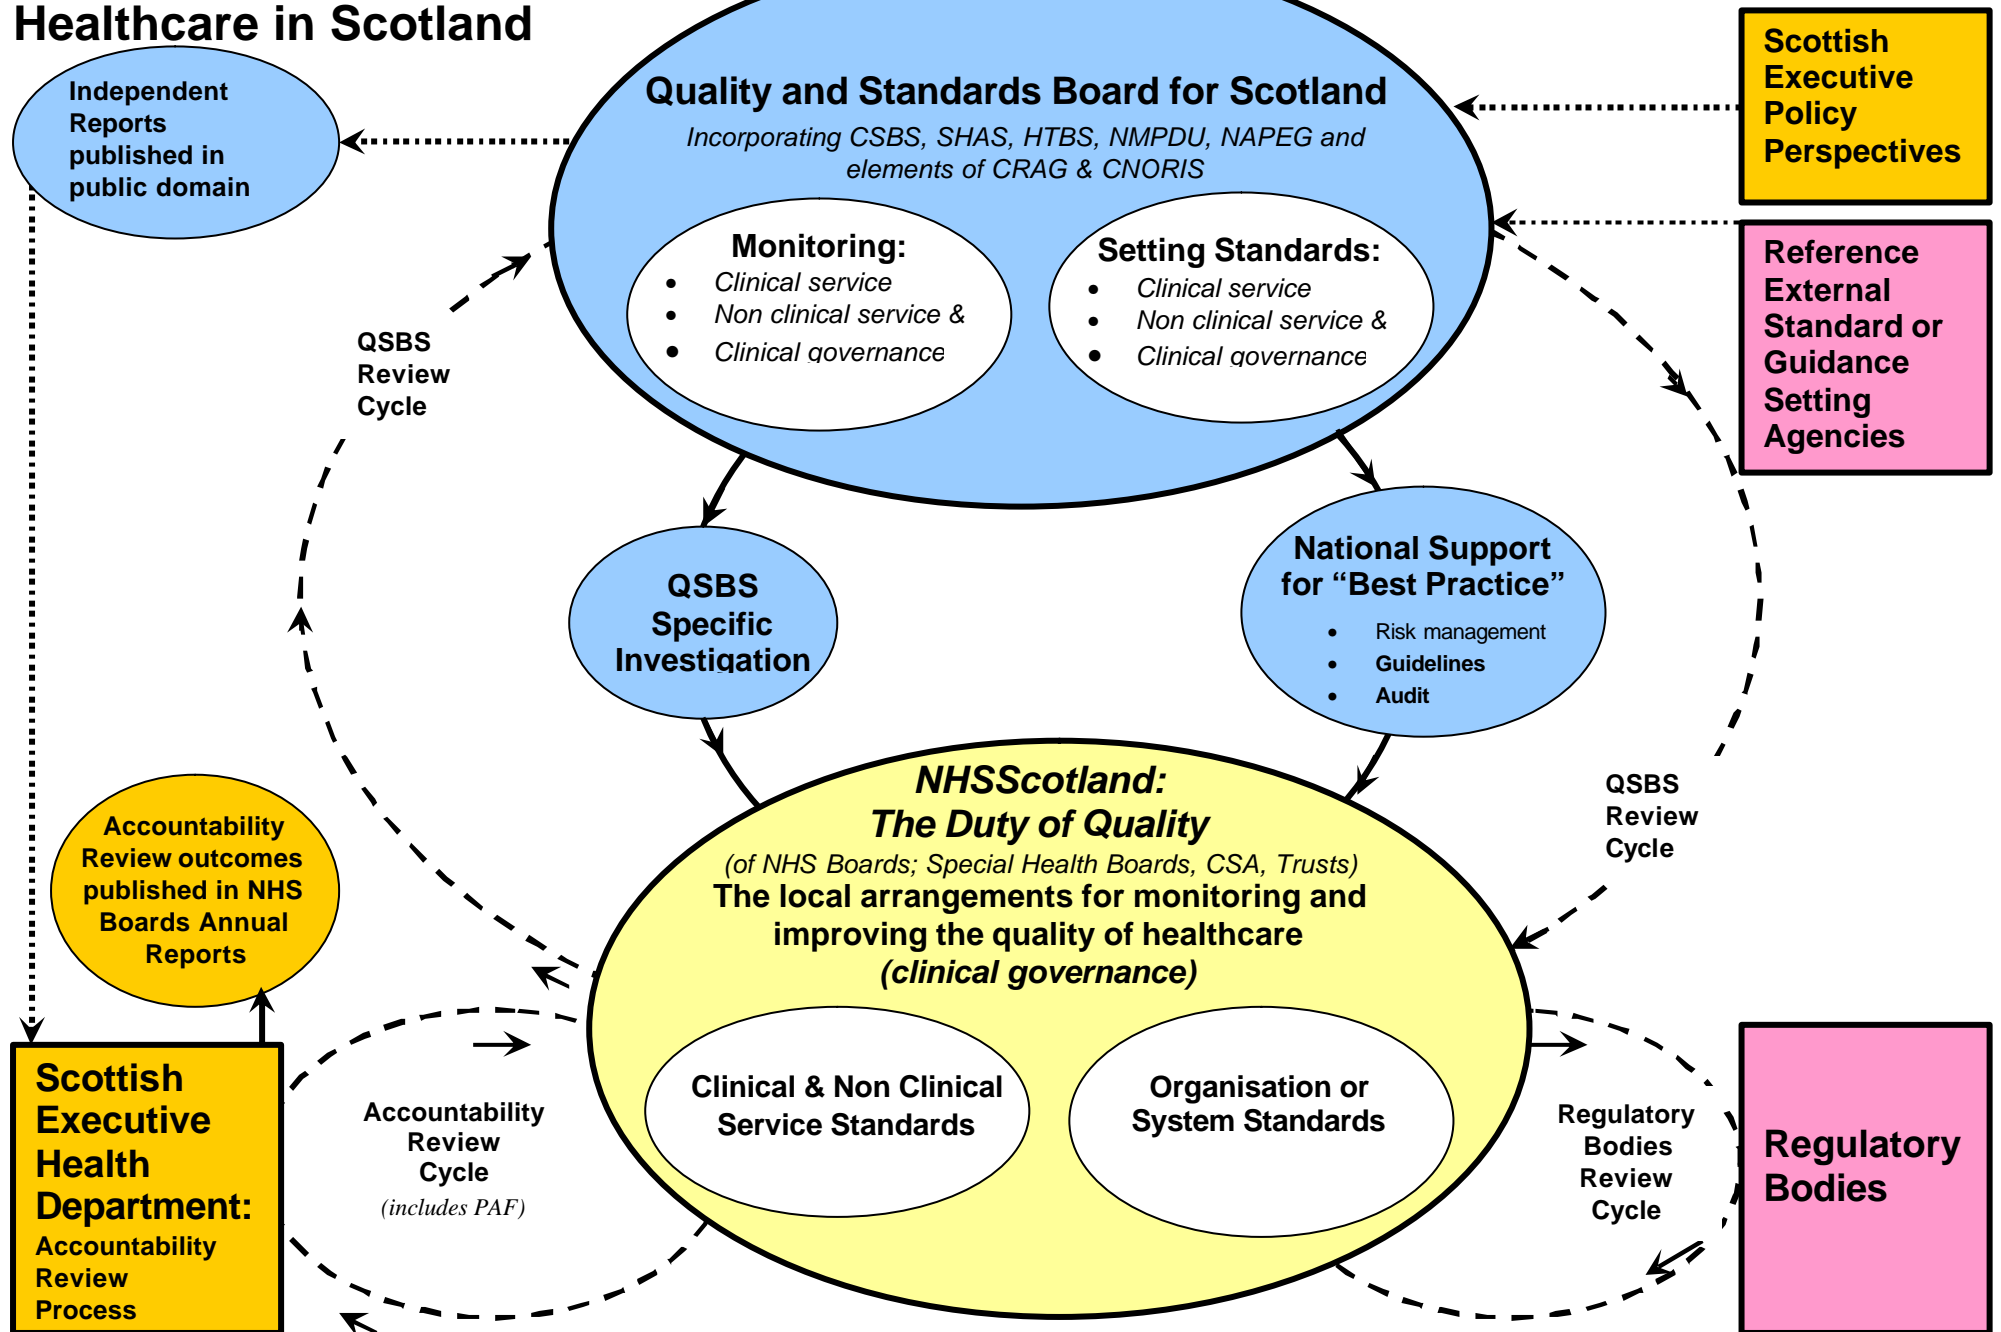 Healthcare in Scotland
Independent
Reports
published in
public domain
Quality and Standards Board for Scotland
Incorporating CSBS, SHAS, HTBS, NMPDU, NAPEG and
elements of CRAG & CNORIS
Monitoring:
• Clinical service
• Non clinical service &
• Clinical governance
Setting Standards:
• Clinical service
• Non clinical service &
• Clinical governance
Scottish
Executive
Policy
Perspectives
Reference
External
Standard or
Guidance
Setting
Agencies
QSBS
Review
Cycle
QSBS
Specific
Investigation
National Support
for “Best Practice”
• Risk management
• Guidelines
• Audit
QSBS
Review
Cycle
Accountability
Review outcomes
published in NHS
Boards Annual
Reports
NHSScotland:
The Duty of Quality
(of NHS Boards; Special Health Boards, CSA, Trusts)
The local arrangements for monitoring and
improving the quality of healthcare
(clinical governance)
Clinical & Non Clinical
Service Standards
Organisation or
System Standards
Scottish
Executive
Health
Department:
Accountability
Review
Process
Accountability
Review
Cycle
(includes PAF)
Regulatory
Bodies
Review
Cycle
Regulatory
Bodies